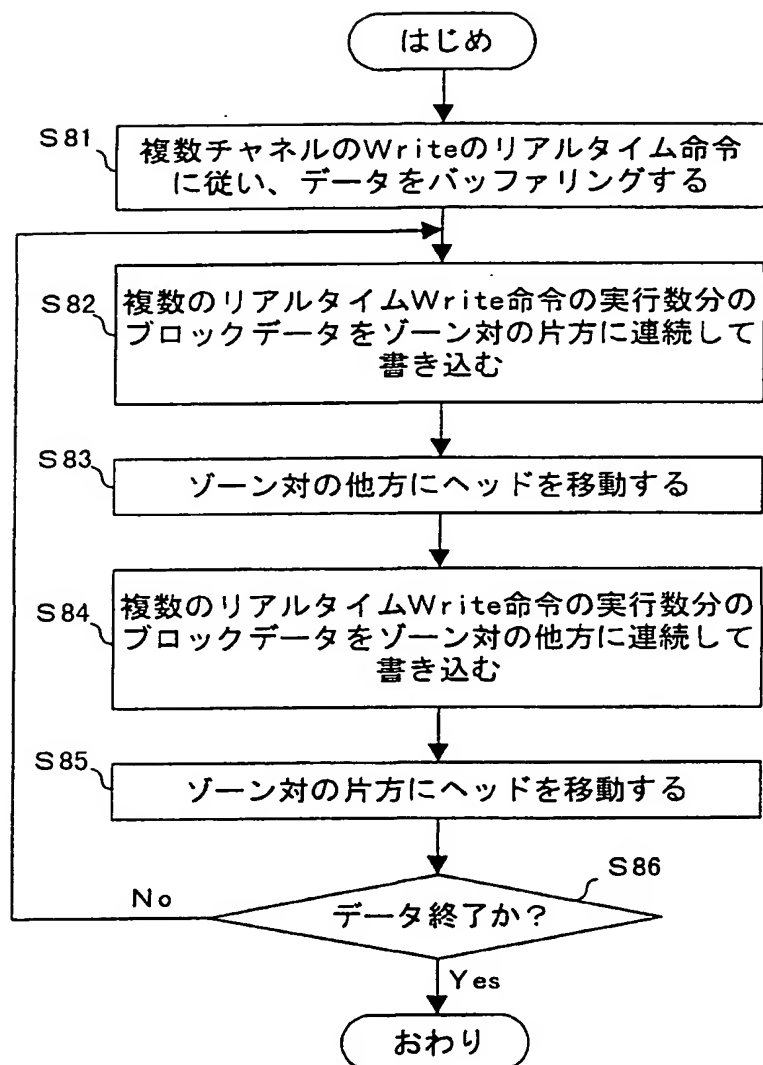 はじめ
S81
複数チャネルのWriteのリアルタイム命令
に従い、データをバッファリングする
S82
複数のリアルタイムWrite命令の実行数分の
ブロックデータをゾーン対の片方に連続して
書き込む
S83
ゾーン対の他方にヘッドを移動する
S84
複数のリアルタイムWrite命令の実行数分の
ブロックデータをゾーン対の他方に連続して
書き込む
S85
ゾーン対の片方にヘッドを移動する
S86
No
データ終了か?
Yes
おわり